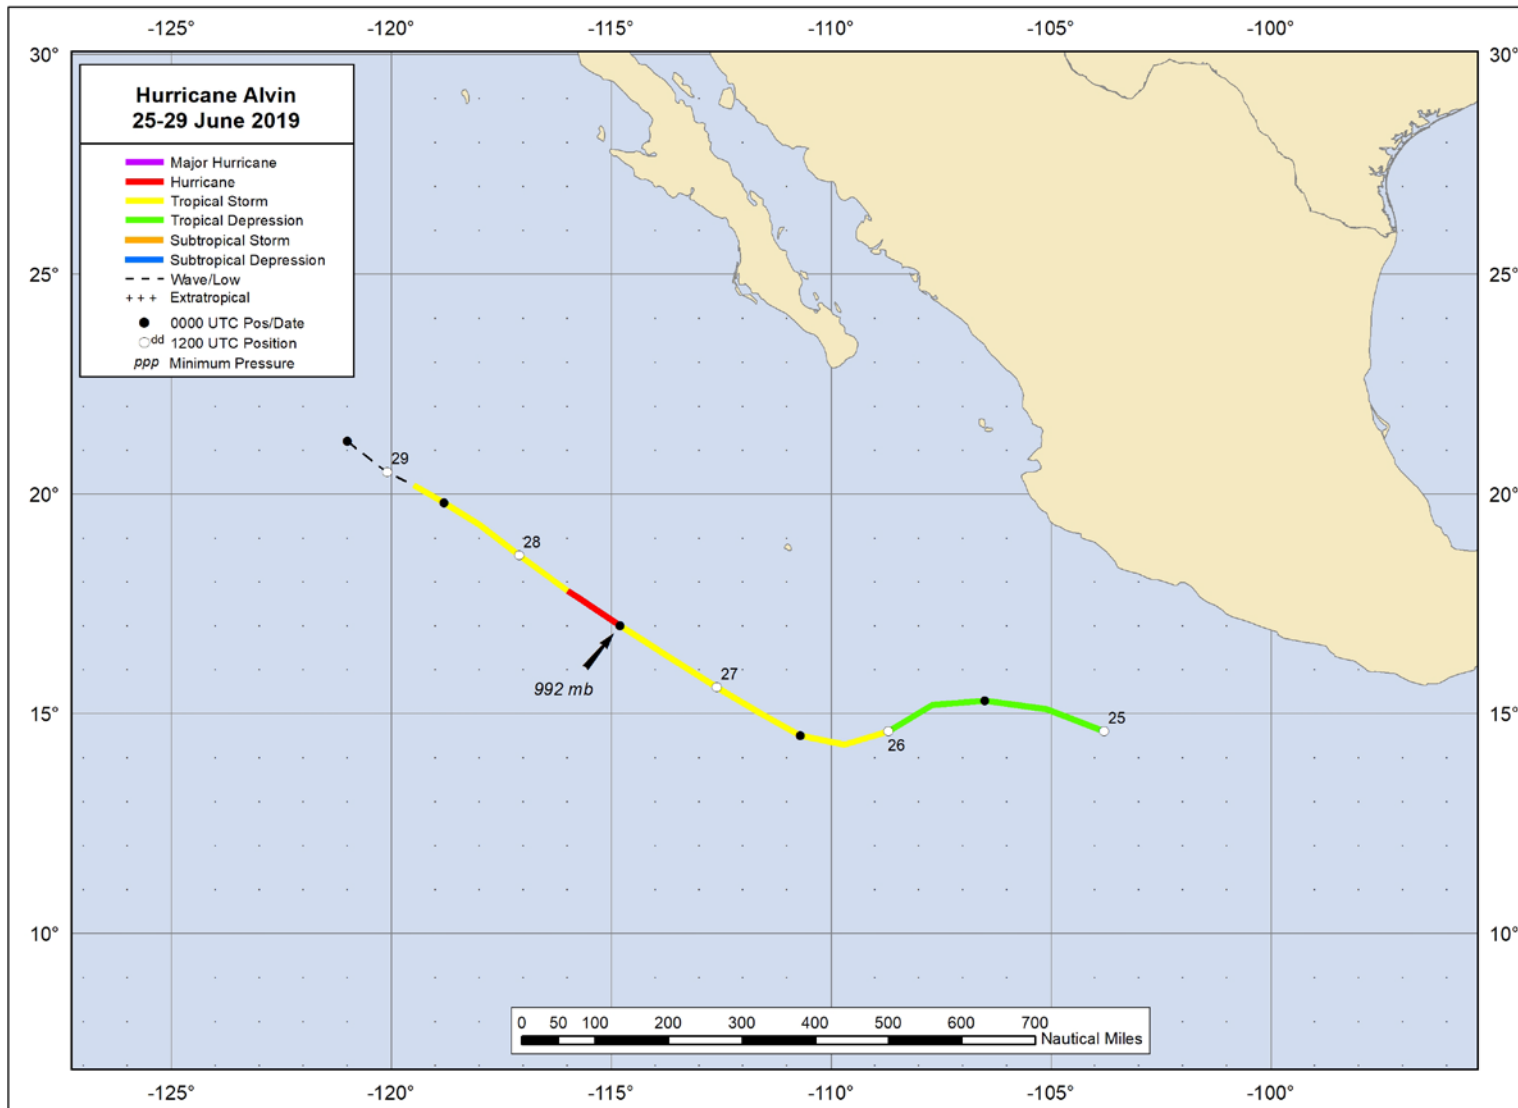 -125° -120° -115° -110° -105° -100°
30° 30°
Hurricane Alvin
25-29 June 2019
Major Hurricane
Hurricane
Tropical Storm
Tropical Depression
Subtropical Storm
Subtropical Depression
Wave/Low
+++ Extratropical
0000 UTC Pos/Date
dd 1200 UTC Position
ppp Minimum Pressure
25° 25°
29
20° 20°
28
27
992 mb
15° 25 15°
26
10° 10°
0 50 100 200 300 400 500 600 700
Nautical Miles
-125° -120° -115° -110° -105° -100°